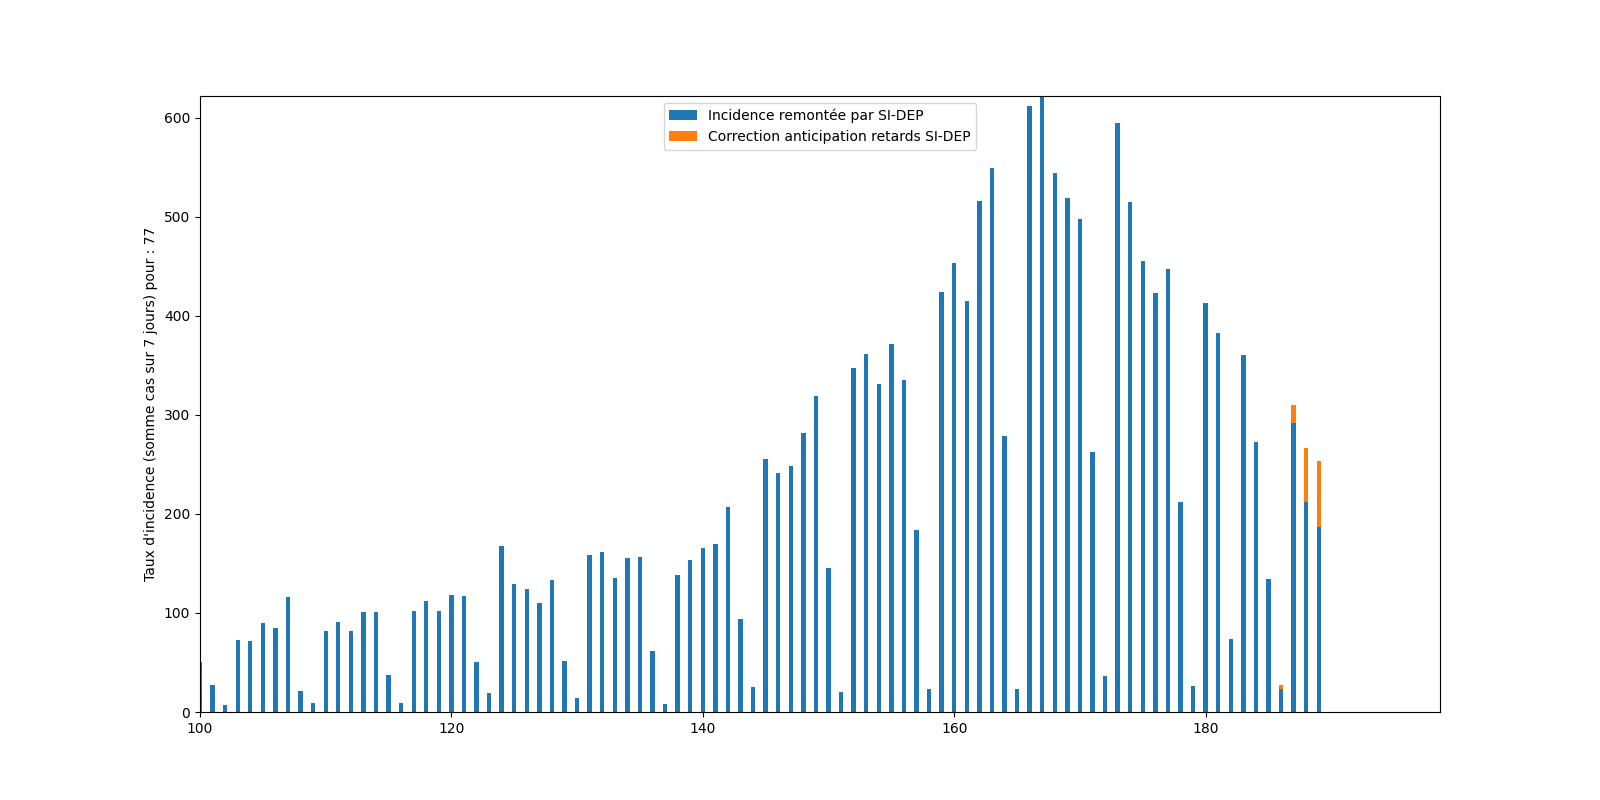 Incidence remontée par SI-DEP
Correction anticipation retards SI-DEP
Taux d'incidence (somme cas sur 7 jours) pour : 77
600
500
400
300
200
100
0
100 120 140 160 180